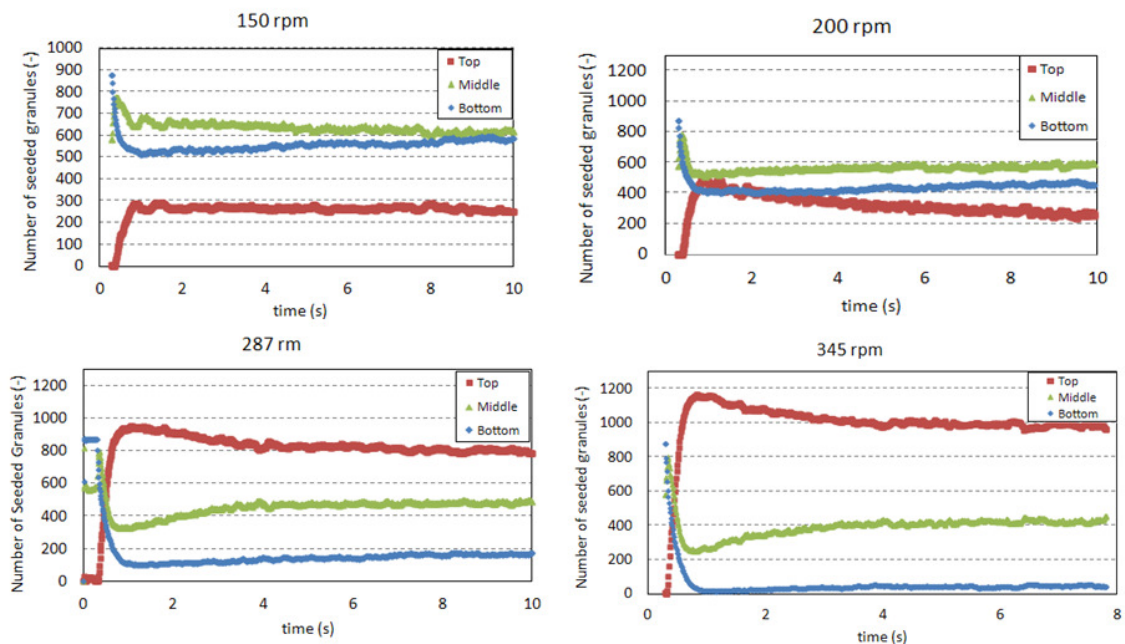 150 rpm
Number of seeded granules (-)
1000
900
800
700
600
500
400
300
200
100
0
Top
Middle
Bottom
0 2 4 6 8 10
time (s)
200 rpm
Number of seeded granules (-)
1200
1000
800
600
400
200
0
Top
Middle
Bottom
0 2 4 6 8 10
time (s)
287 rm
Number of Seeded Granules (-)
1200
1000
800
600
400
200
0
Top
Middle
Bottom
0 2 4 6 8 10
time (s)
345 rpm
Number of seeded granules (-)
1200
1000
800
600
400
200
0
Top
Middle
Bottom
0 2 4 6 8
time (s)